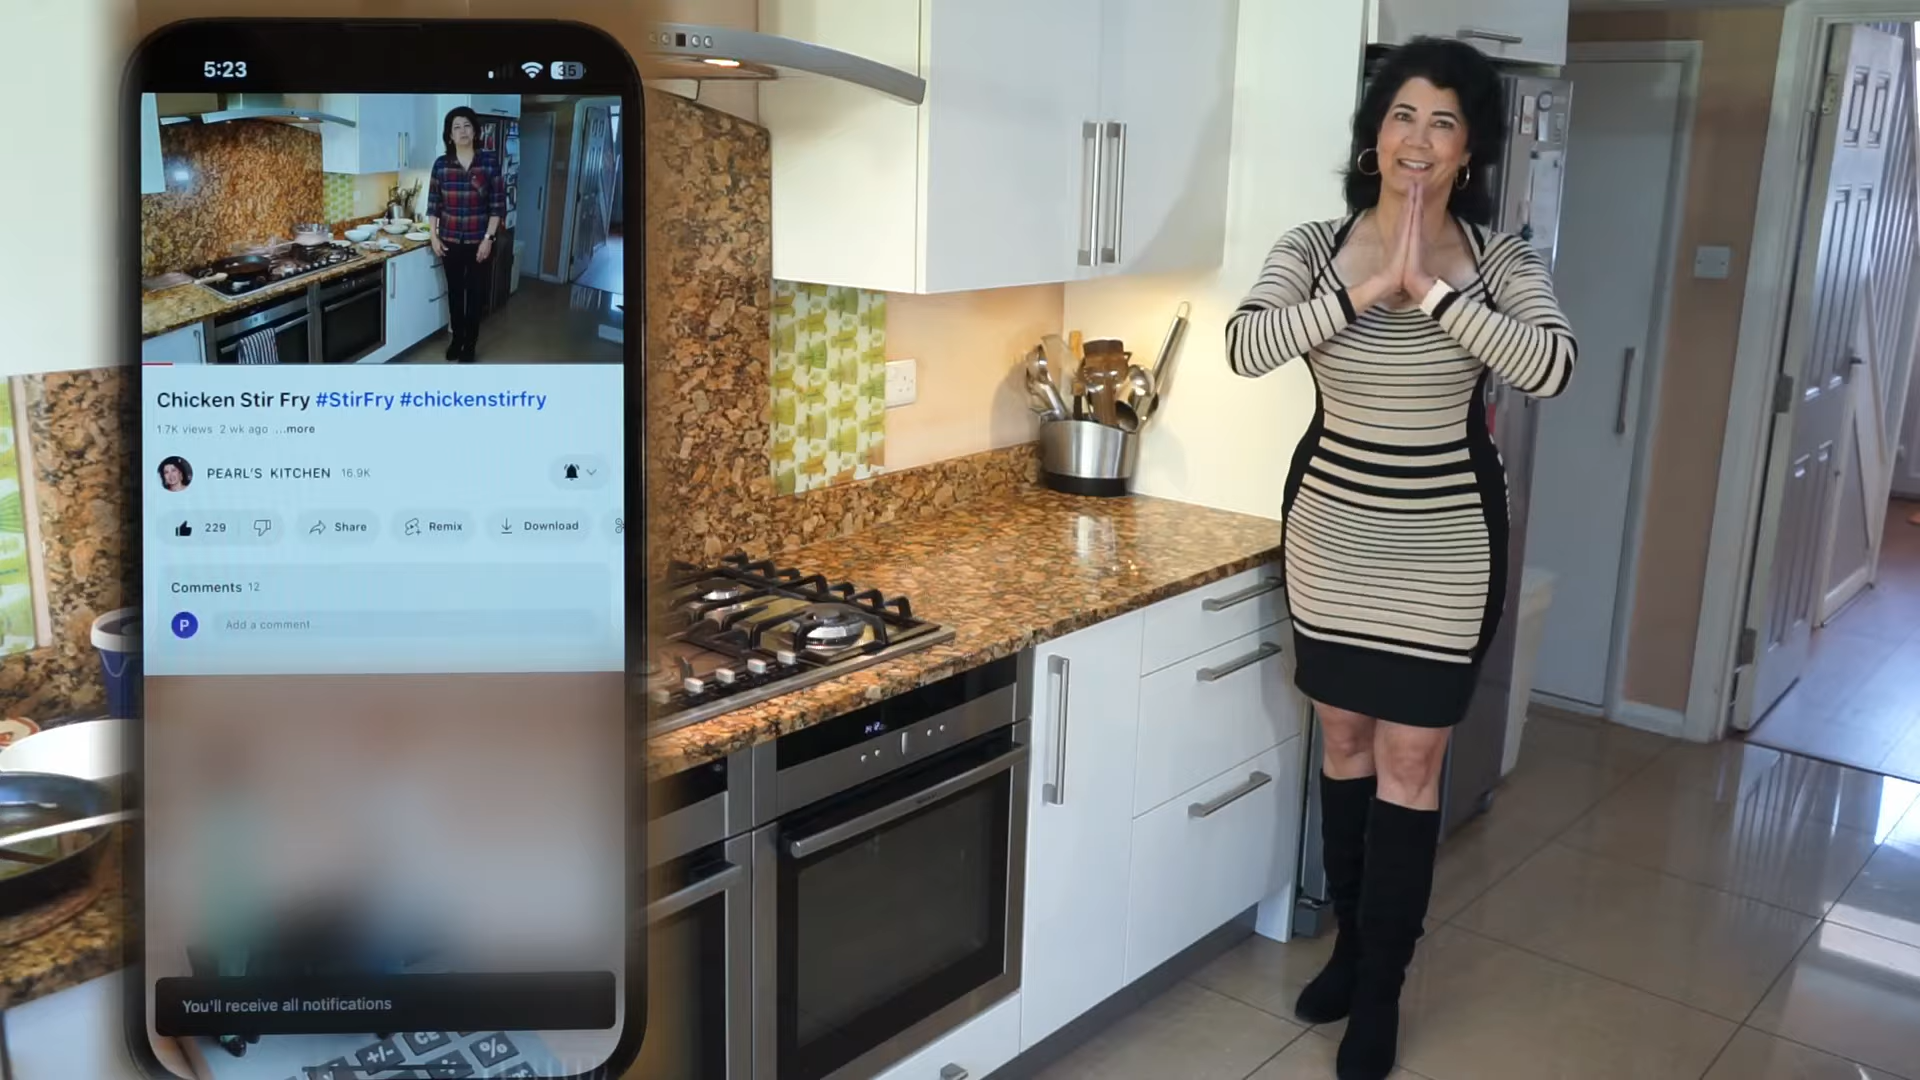 5:23
35
Chicken Stir Fry #StirFry #chickenstirfry
1.7K views 2 wk ago ...more
PEARL'S KITCHEN 16.9K
229
Share
Remix
Download
Comments 12
P
Add a comment...
You'll receive all notifications
+/-
CE
÷
%